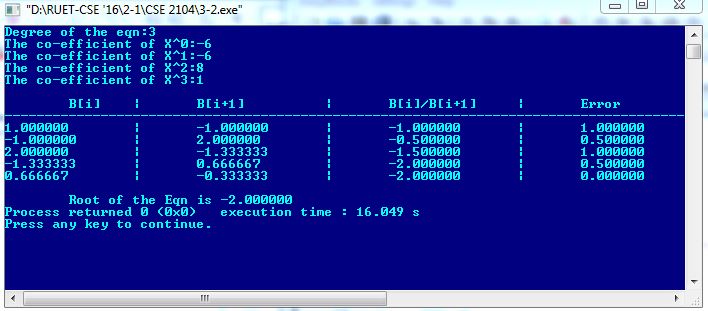 "D:\RUET-CSE '16\2-1\CSE 2104\3-2.exe"
Degree of the eqn:3
The co-efficient of X^0:-6
The co-efficient of X^1:-6
The co-efficient of X^2:8
The co-efficient of X^3:1
B[i] ¦ B[i+1] ¦ B[i]/B[i+1] ¦ Error
1.000000 ¦ -1.000000 ¦ -1.000000 ¦ 1.000000
-1.000000 ¦ 2.000000 ¦ -0.500000 ¦ 0.500000
2.000000 ¦ -1.333333 ¦ -1.500000 ¦ 1.000000
-1.333333 ¦ 0.666667 ¦ -2.000000 ¦ 0.500000
0.666667 ¦ -0.333333 ¦ -2.000000 ¦ 0.000000
Root of the Eqn is -2.000000
Process returned 0 (0x0) execution time : 16.049 s
Press any key to continue.